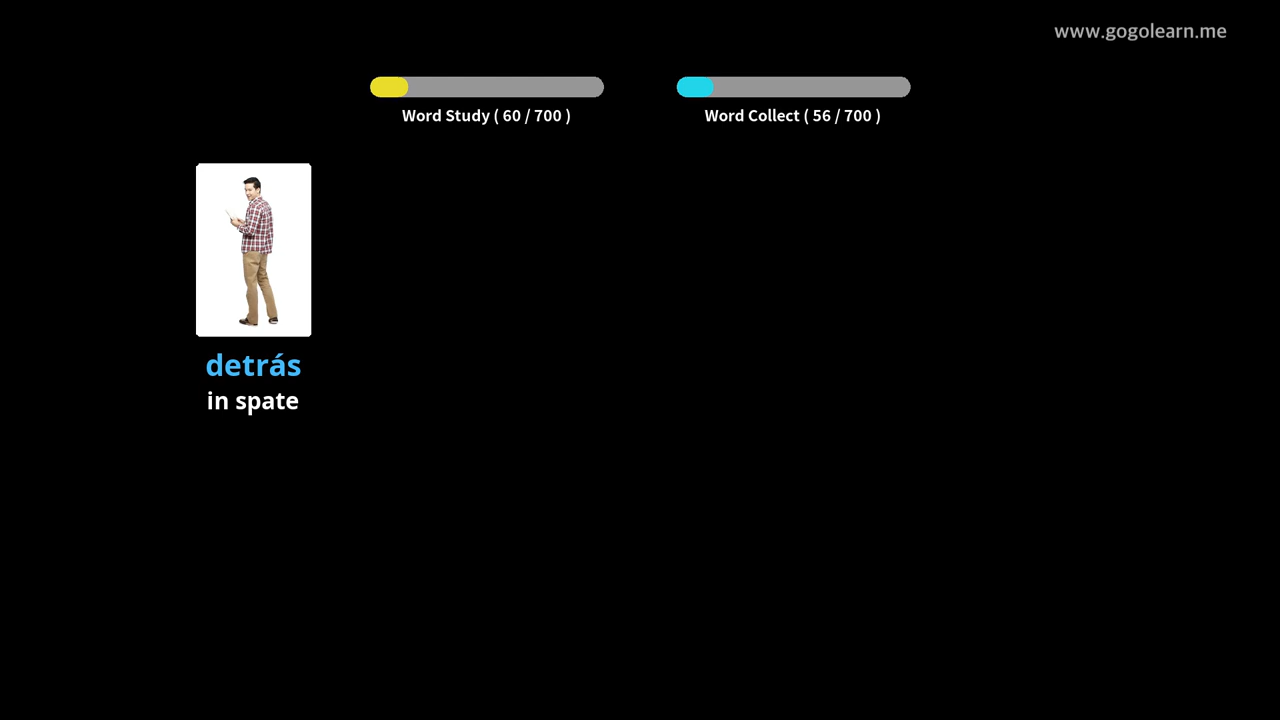 www.gogolearn.me
Word Study ( 60 / 700 )
Word Collect ( 56 / 700 )
detrás
in spate